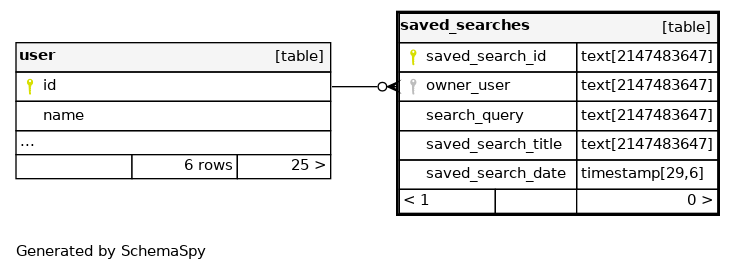 user [table]
id
name
...
6 rows 25 >
saved_searches [table]
saved_search_id text[2147483647]
owner_user text[2147483647]
search_query text[2147483647]
saved_search_title text[2147483647]
saved_search_date timestamp[29,6]
< 1 0 >
Generated by SchemaSpy